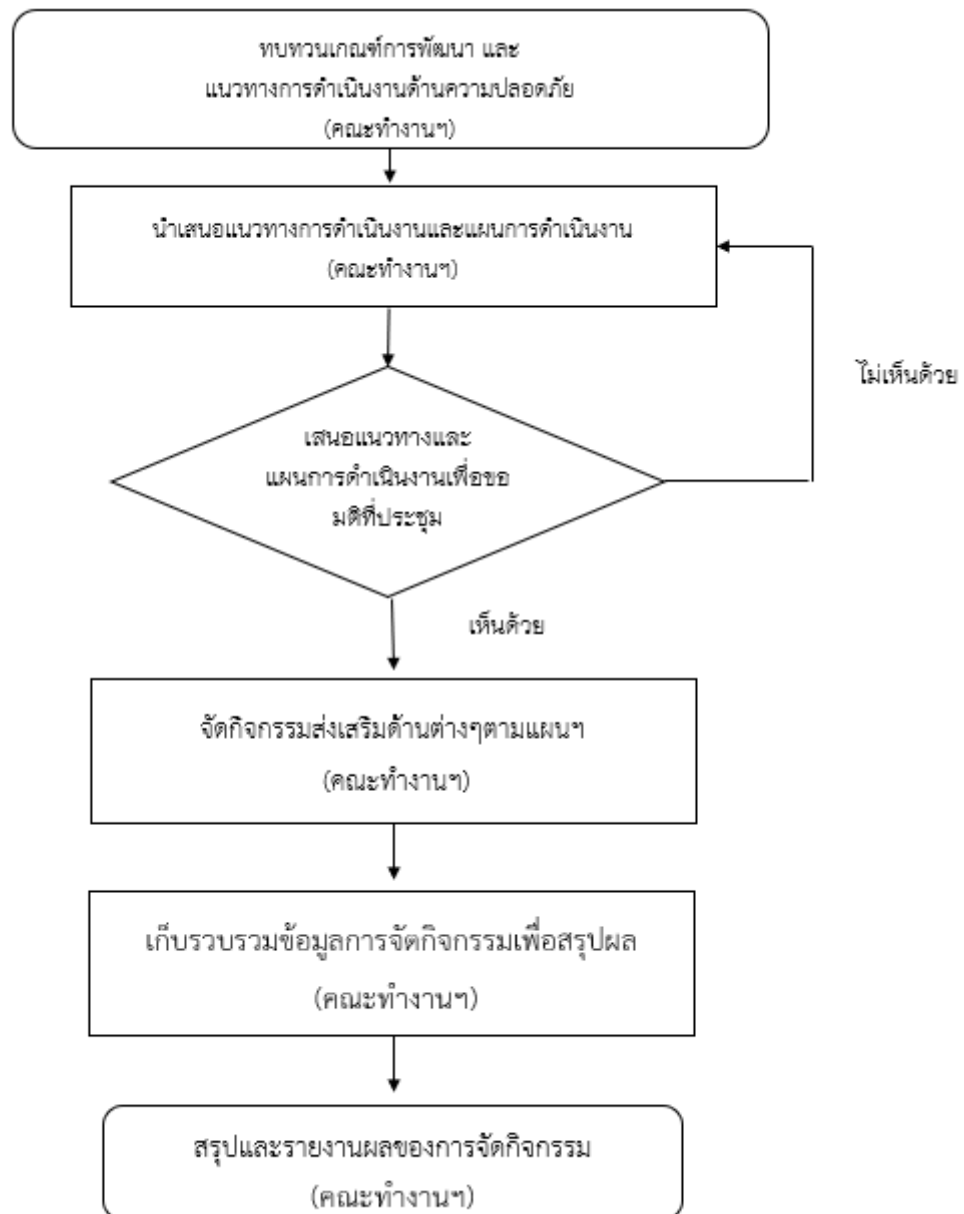 ทบทวนเกณฑ์การพัฒนา และ
แนวทางการดำเนินงานด้านความปลอดภัย
(คณะทำงานฯ)
นำเสนอแนวทางการดำเนินงานและแผนการดำเนินงาน
(คณะทำงานฯ)
ไม่เห็นด้วย
เสนอแนวทางและ
แผนการดำเนินงานเพื่อขอ
มติที่ประชุม
เห็นด้วย
จัดกิจกรรมส่งเสริมด้านต่างๆตามแผนฯ
(คณะทำงานฯ)
เก็บรวบรวมข้อมูลการจัดกิจกรรมเพื่อสรุปผล
(คณะทำงานฯ)
สรุปและรายงานผลของการจัดกิจกรรม
(คณะทำงานฯ)